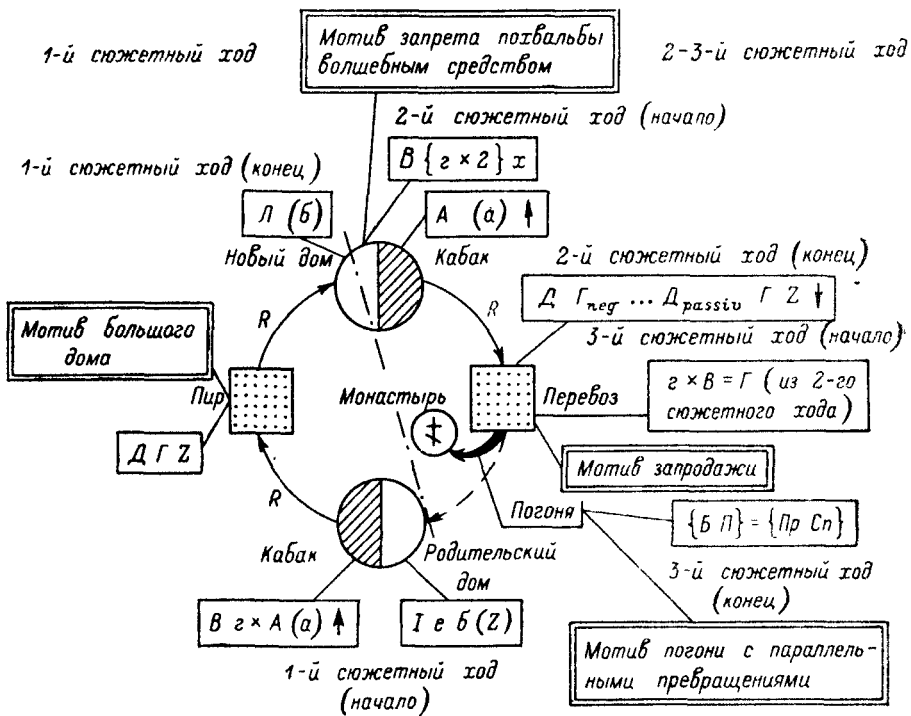 1-й сюжетный ход
Мотив запрета похвальбы
волшебным средством
2-3-й сюжетный ход
2-й сюжетный ход (начало)
В {г × 2} х
1-й сюжетный ход (конец)
Л (б)
А (а)
Новый дом
Кабак
2-й сюжетный ход (конец)
Д Г neg ... Д passiv Г Z
R
R
Мотив большого
дома
3-й сюжетный ход (начало)
г × В = Г ( из 2-го
сюжетного хода)
Пир
Монастырь
Перевоз
Д Г Z
Мотив запродажи
R
Погоня
{Б П} = {Пр Сп}
Кабак
Родительский
дом
3-й сюжетный ход
(конец)
В г × А (а)
I е б (Z)
Мотив погони с параллель-
ными превращениями
1-й сюжетный ход
(начало)